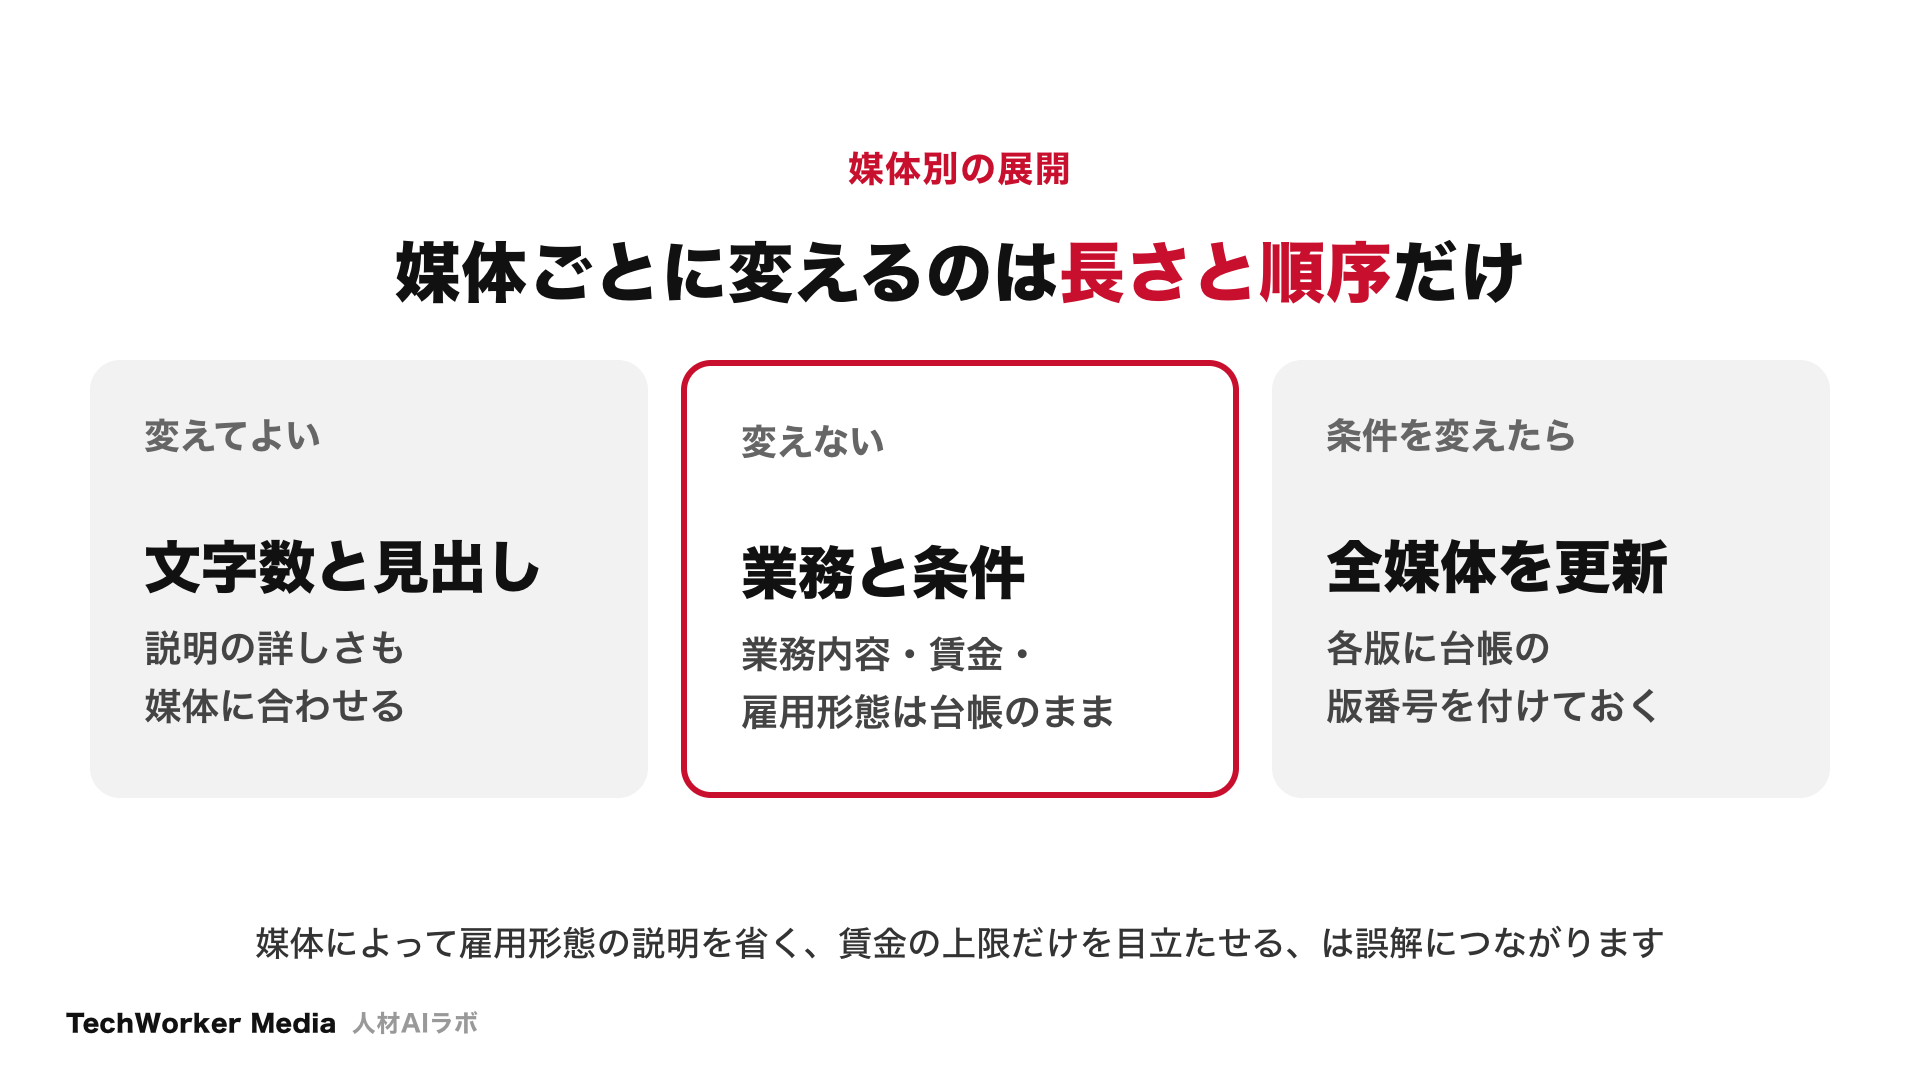 媒体別の展開
媒体ごとに変えるのは長さと順序だけ
変えてよい
文字数と見出し
説明の詳しさも
媒体に合わせる
変えない
業務と条件
業務内容・賃金・
雇用形態は台帳のまま
条件を変えたら
全媒体を更新
各版に台帳の
版番号を付けておく
媒体によって雇用形態の説明を省く、賃金の上限だけを目立たせる、は誤解につながります
TechWorker Media 人材AIラボ